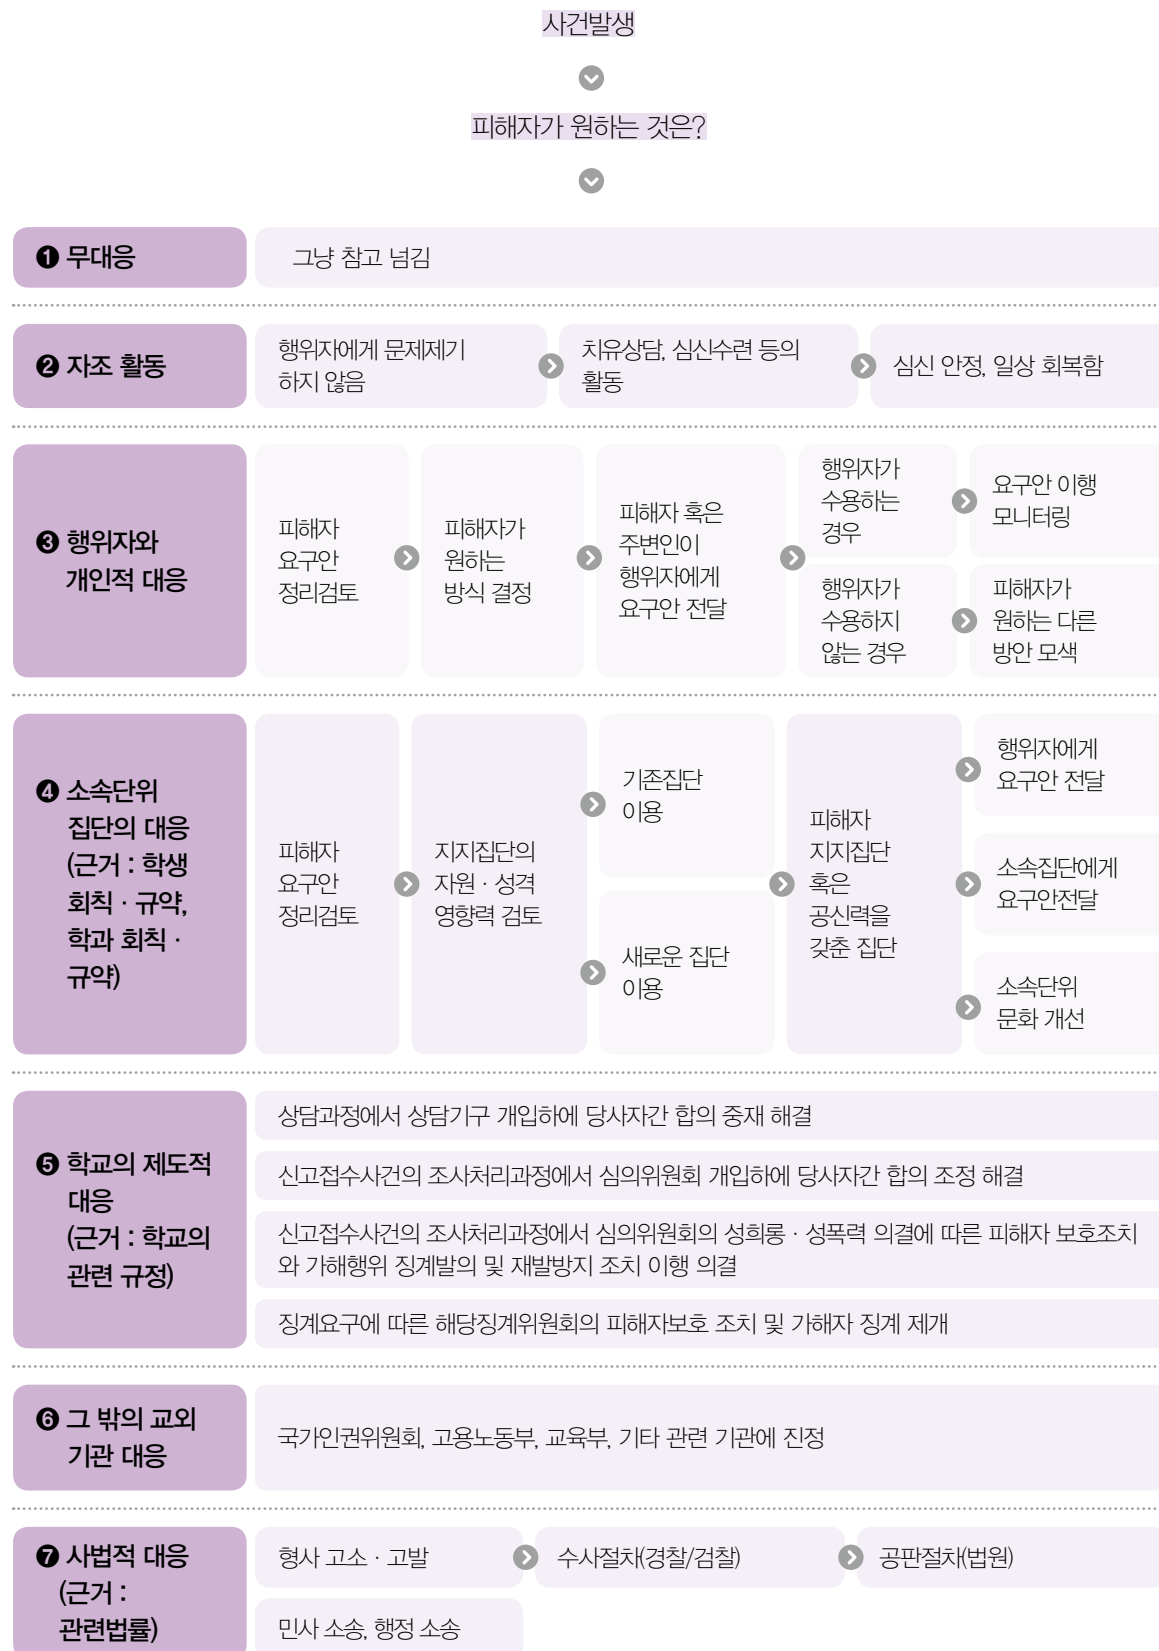 사건발생
피해자가 원하는 것은?
❶ 무대응
그냥 참고 넘김
❷ 자조 활동
행위자에게 문제제기
하지 않음
치유상담, 심신수련 등의
활동
심신 안정, 일상 회복함
❸ 행위자와
개인적 대응
피해자
요구안
정리검토
피해자가
원하는
방식 결정
피해자 혹은
주변인이
행위자에게
요구안 전달
행위자가
수용하는
경우
요구안 이행
모니터링
행위자가
수용하지
않는 경우
피해자가
원하는 다른
방안 모색
❹ 소속단위
집단의 대응
(근거 : 학생
회칙 · 규약,
학과 회칙 ·
규약)
피해자
요구안
정리검토
지지집단의
자원 · 성격
영향력 검토
기존집단
이용
새로운 집단
이용
피해자
지지집단
혹은
공신력을
갖춘 집단
행위자에게
요구안 전달
소속집단에게
요구안전달
소속단위
문화 개선
❺ 학교의 제도적
대응
(근거 : 학교의
관련 규정)
상담과정에서 상담기구 개입하에 당사자간 합의 중재 해결
신고접수사건의 조사처리과정에서 심의위원회 개입하에 당사자간 합의 조정 해결
신고접수사건의 조사처리과정에서 심의위원회의 성희롱 · 성폭력 의결에 따른 피해자 보호조치
와 가해행위 징계발의 및 재발방지 조치 이행 의결
징계요구에 따른 해당징계위원회의 피해자보호 조치 및 가해자 징계 제개
❻ 그 밖의 교외
기관 대응
국가인권위원회, 고용노동부, 교육부, 기타 관련 기관에 진정
❼ 사법적 대응
(근거 :
관련법률)
형사 고소 · 고발
수사절차(경찰/검찰)
공판절차(법원)
민사 소송, 행정 소송